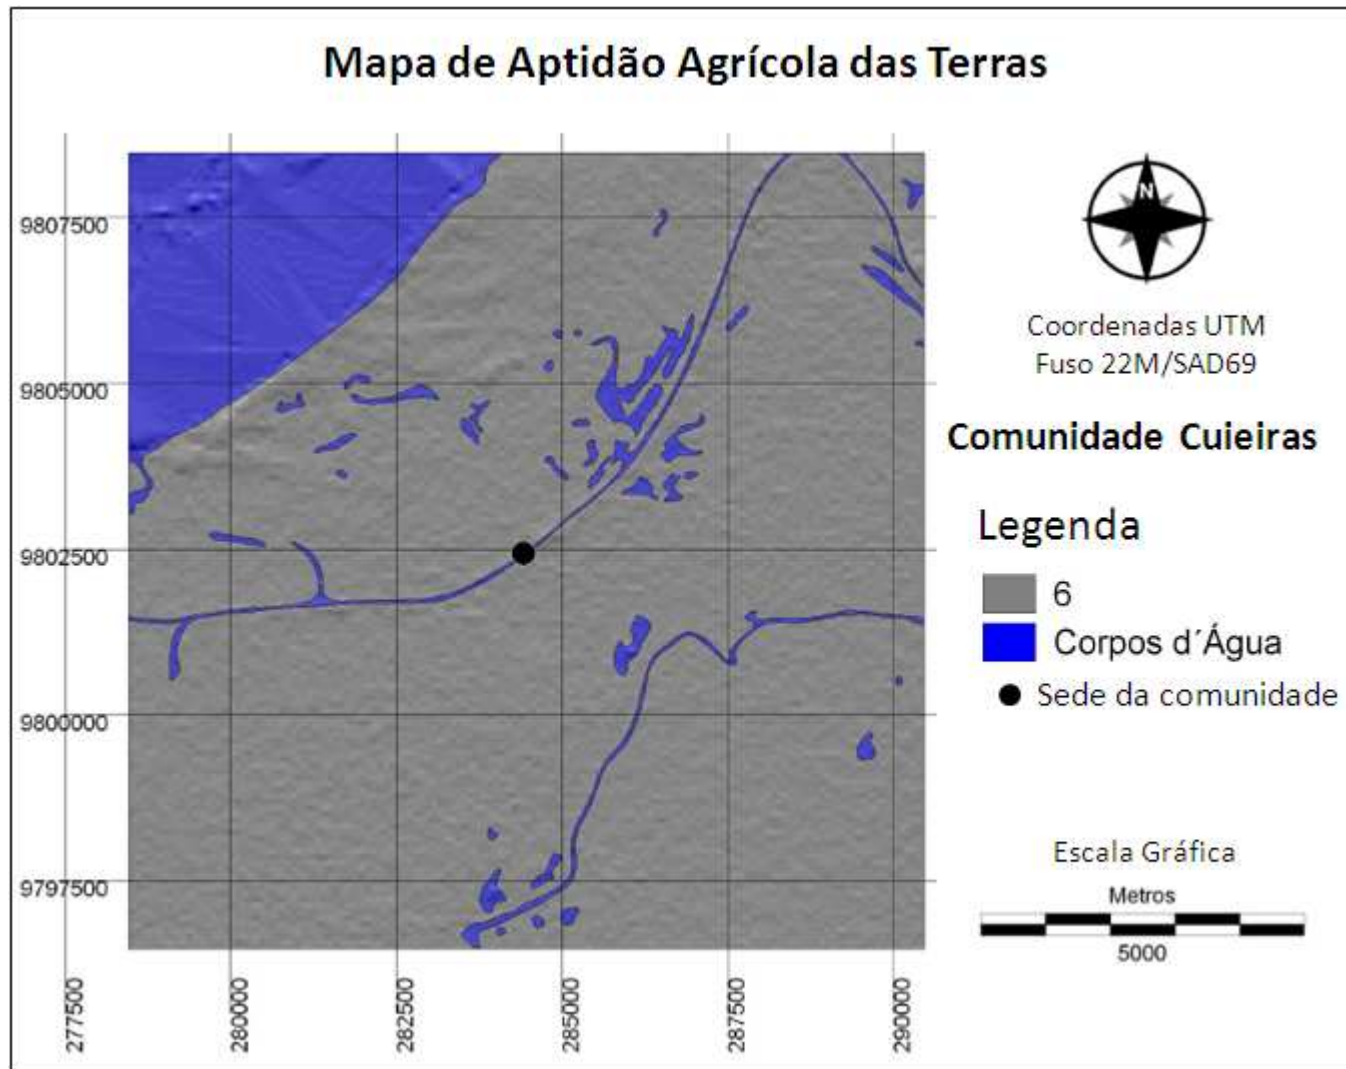 Mapa de Aptidão Agrícola das Terras
9807500
9805000
9802500
9800000
9797500
277500
280000
282500
285000
287500
290000
N
Coordenadas UTM
Fuso 22M/SAD69
Comunidade Cuieiras
Legenda
6
Corpos d´Água
Sede da comunidade
Escala Gráfica
Metros
5000